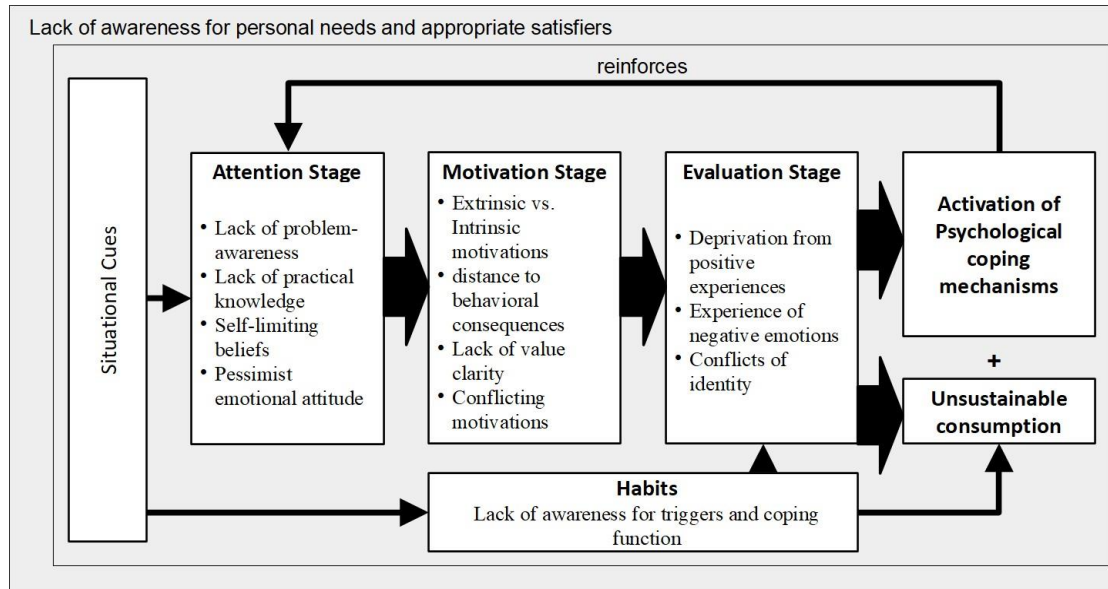 Lack of awareness for personal needs and appropriate satisfiers
reinforces
Situational Cues
Attention Stage
• Lack of problem-
awareness
• Lack of practical
knowledge
• Self-limiting
beliefs
• Pessimist
emotional attitude
Motivation Stage
• Extrinsic vs.
Intrinsic
motivations
• distance to
behavioral
consequences
• Lack of value
clarity
• Conflicting
motivations
Evaluation Stage
• Deprivation from
positive
experiences
• Experience of
negative emotions
• Conflicts of
identity
Activation of
Psychological
coping
mechanisms
+
Unsustainable
consumption
Habits
Lack of awareness for triggers and coping
function